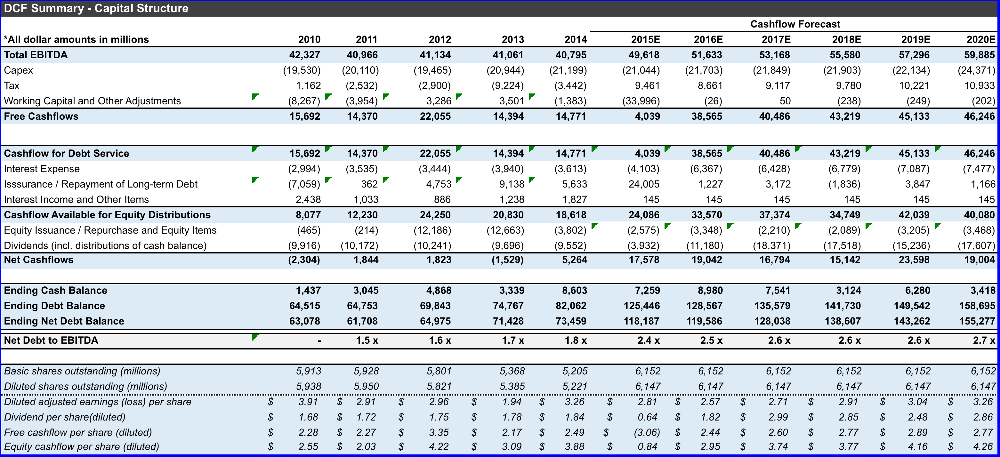 DCF Summary - Capital Structure
Cashflow Forecast
*All dollar amounts in millions 2010 2011 2012 2013 2014 2015E 2016E 2017E 2018E 2019E 2020E
Total EBITDA 42,327 40,966 41,134 41,061 40,795 49,618 51,633 53,168 55,580 57,296 59,885
Capex (19,530) (20,110) (19,465) (20,944) (21,199) (21,044) (21,703) (21,849) (21,903) (22,134) (24,371)
Tax 1,162 (2,532) (2,900) (9,224) (3,442) 9,461 8,661 9,117 9,780 10,221 10,933
Working Capital and Other Adjustments (8,267) (3,954) 3,286 3,501 (1,383) (33,996) (26) 50 (238) (249) (202)
Free Cashflows 15,692 14,370 22,055 14,394 14,771 4,039 38,565 40,486 43,219 45,133 46,246
Cashflow for Debt Service 15,692 14,370 22,055 14,394 14,771 4,039 38,565 40,486 43,219 45,133 46,246
Interest Expense (2,994) (3,535) (3,444) (3,940) (3,613) (4,103) (6,367) (6,428) (6,779) (7,087) (7,477)
Isssurance / Repayment of Long-term Debt (7,059) 362 4,753 9,138 5,633 24,005 1,227 3,172 (1,836) 3,847 1,166
Interest Income and Other Items 2,438 1,033 886 1,238 1,827 145 145 145 145 145 145
Cashflow Available for Equity Distributions 8,077 12,230 24,250 20,830 18,618 24,086 33,570 37,374 34,749 42,039 40,080
Equity Issuance / Repurchase and Equity Items (465) (214) (12,186) (12,663) (3,802) (2,575) (3,348) (2,210) (2,089) (3,205) (3,468)
Dividends (incl. distributions of cash balance) (9,916) (10,172) (10,241) (9,696) (9,552) (3,932) (11,180) (18,371) (17,518) (15,236) (17,607)
Net Cashflows (2,304) 1,844 1,823 (1,529) 5,264 17,578 19,042 16,794 15,142 23,598 19,004
Ending Cash Balance 1,437 3,045 4,868 3,339 8,603 7,259 8,980 7,541 3,124 6,280 3,418
Ending Debt Balance 64,515 64,753 69,843 74,767 82,062 125,446 128,567 135,579 141,730 149,542 158,695
Ending Net Debt Balance 63,078 61,708 64,975 71,428 73,459 118,187 119,586 128,038 138,607 143,262 155,277
Net Debt to EBITDA - 1.5 x 1.6 x 1.7 x 1.8 x 2.4 x 2.5 x 2.6 x 2.6 x 2.6 x 2.7 x
Basic shares outstanding (millions) 5,913 5,928 5,801 5,368 5,205 6,152 6,152 6,152 6,152 6,152 6,152
Diluted shares outstanding (millions) 5,938 5,950 5,821 5,385 5,221 6,147 6,147 6,147 6,147 6,147 6,147
Diluted adjusted earnings (loss) per share $ 3.91 $ 2.91 $ 2.96 $ 1.94 $ 3.26 $ 2.81 $ 2.57 $ 2.71 $ 2.91 $ 3.04 $ 3.26
Dividend per share(diluted) $ 1.68 $ 1.72 $ 1.75 $ 1.78 $ 1.84 $ 0.64 $ 1.82 $ 2.99 $ 2.85 $ 2.48 $ 2.86
Free cashflow per share (diluted) $ 2.28 $ 2.27 $ 3.35 $ 2.17 $ 2.49 $ (3.06) $ 2.44 $ 2.60 $ 2.77 $ 2.89 $ 2.77
Equity cashflow per share (diluted) $ 2.55 $ 2.03 $ 4.22 $ 3.09 $ 3.88 $ 0.84 $ 2.95 $ 3.74 $ 3.77 $ 4.16 $ 4.26